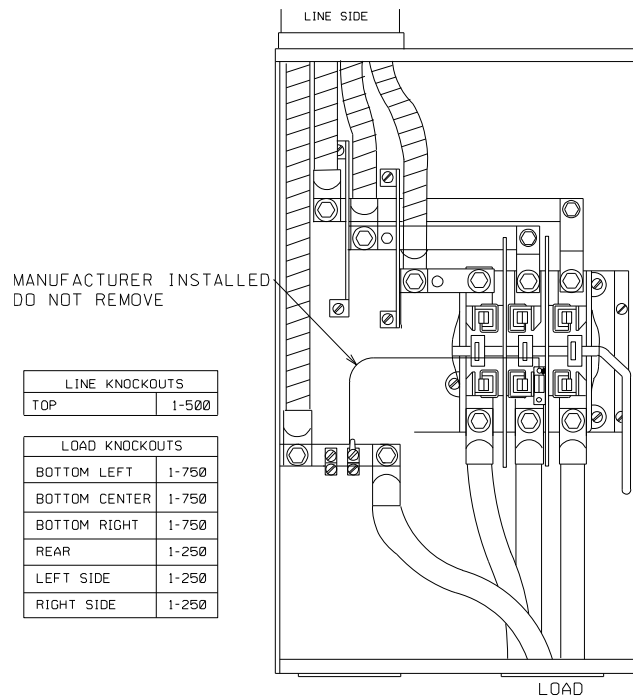 LINE SIDE
MANUFACTURER INSTALLED
DO NOT REMOVE
LINE KNOCKOUTS
TOP 1-500
LOAD KNOCKOUTS
BOTTOM LEFT 1-750
BOTTOM CENTER 1-750
BOTTOM RIGHT 1-750
REAR 1-250
LEFT SIDE 1-250
RIGHT SIDE 1-250
LOAD